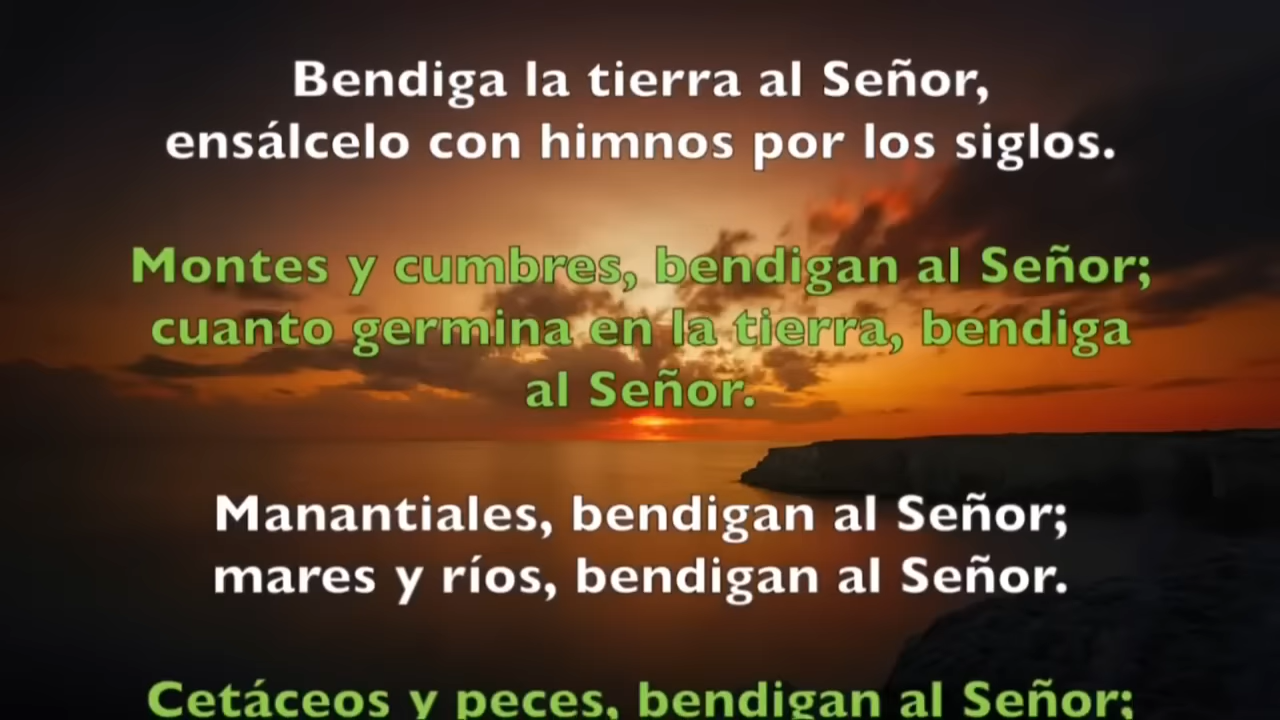 Bendiga la tierra al Señor,
ensálcelo con himnos por los siglos.
Montes y cumbres, bendigan al Señor;
cuanto germina en la tierra, bendiga
al Señor.
Manantiales, bendigan al Señor;
mares y ríos, bendigan al Señor.
Cetáceos y peces, bendigan al Señor;